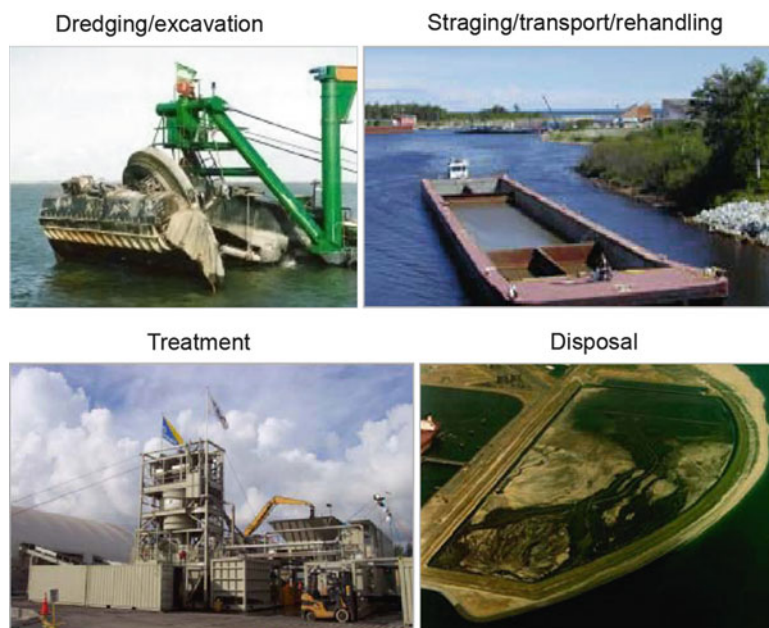 Dredging/excavation
Straging/transport/rehandling
Treatment
Disposal